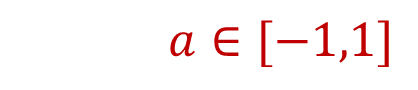 a ∈ [−1,1]